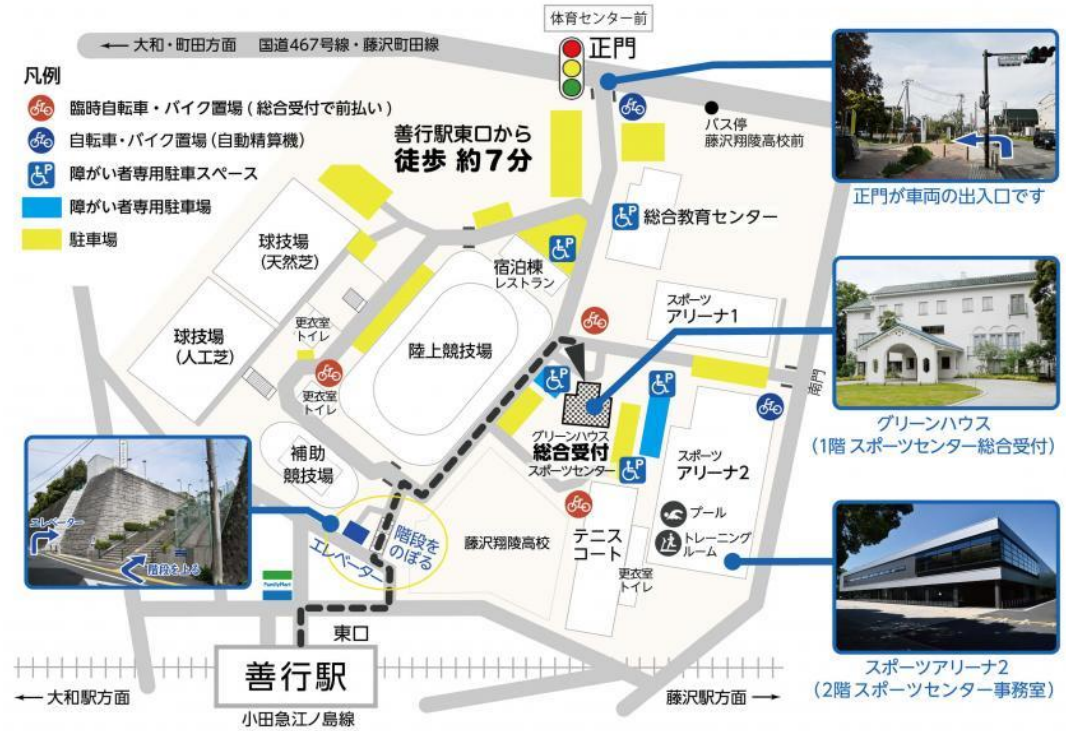 体育センター前
正門
← 大和・町田方面 国道467号線・藤沢町田線
凡例
臨時自転車・バイク置場(総合受付で前払い)
自転車・バイク置場(自動精算機)
障がい者専用駐車スペース
障がい者専用駐車場
駐車場
善行駅東口から
徒歩 約7分
バス停
藤沢翔陵高校前
正門が車両の出入口です
P
総合教育センター
球技場
(天然芝)
P
宿泊棟
レストラン
スポーツ
アリーナ1
球技場
(人工芝)
更衣室
トイレ
陸上競技場
南門
更衣室
トイレ
P
P
グリーンハウス
総合受付
スポーツセンター
P
グリーンハウス
(1階 スポーツセンター総合受付)
補助
競技場
スポーツ
アリーナ2
エレベーター
階段を上る
階段を
のぼる
エレベーター
藤沢翔陵高校
テニス
コート
プール
トレーニング
ルーム
更衣室
トイレ
FamilyMart
東口
善行駅
← 大和駅方面
藤沢駅方面 →
小田急江ノ島線
スポーツアリーナ2
(2階 スポーツセンター事務室)